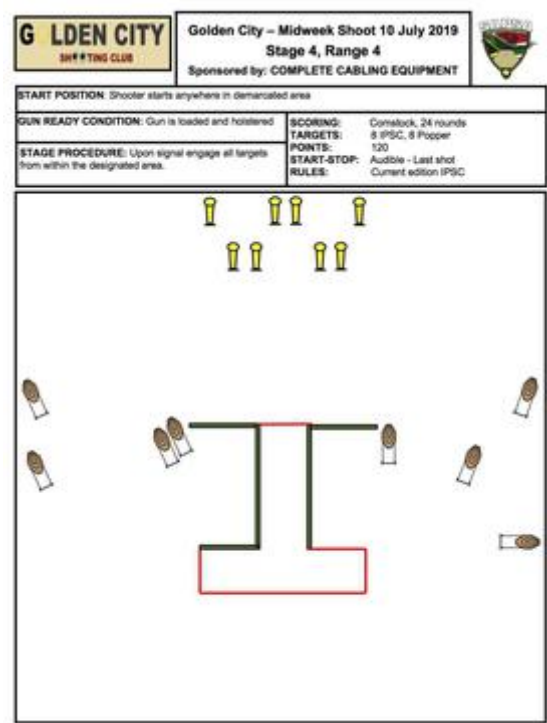 G LDEN CITY
SH TING CLUB
Golden City – Midweek Shoot 10 July 2019
Stage 4, Range 4
Sponsored by: COMPLETE CABLING EQUIPMENT
START POSITION: Shooter starts anywhere in demarcated area
GUN READY CONDITION: Gun is loaded and holstered
STAGE PROCEDURE: Upon signal engage all targets
from within the designated area.
SCORING: Comstock, 24 rounds
TARGETS: 8 IPSC, 8 Popper
POINTS: 120
START-STOP: Audible - Last shot
RULES: Current edition IPSC